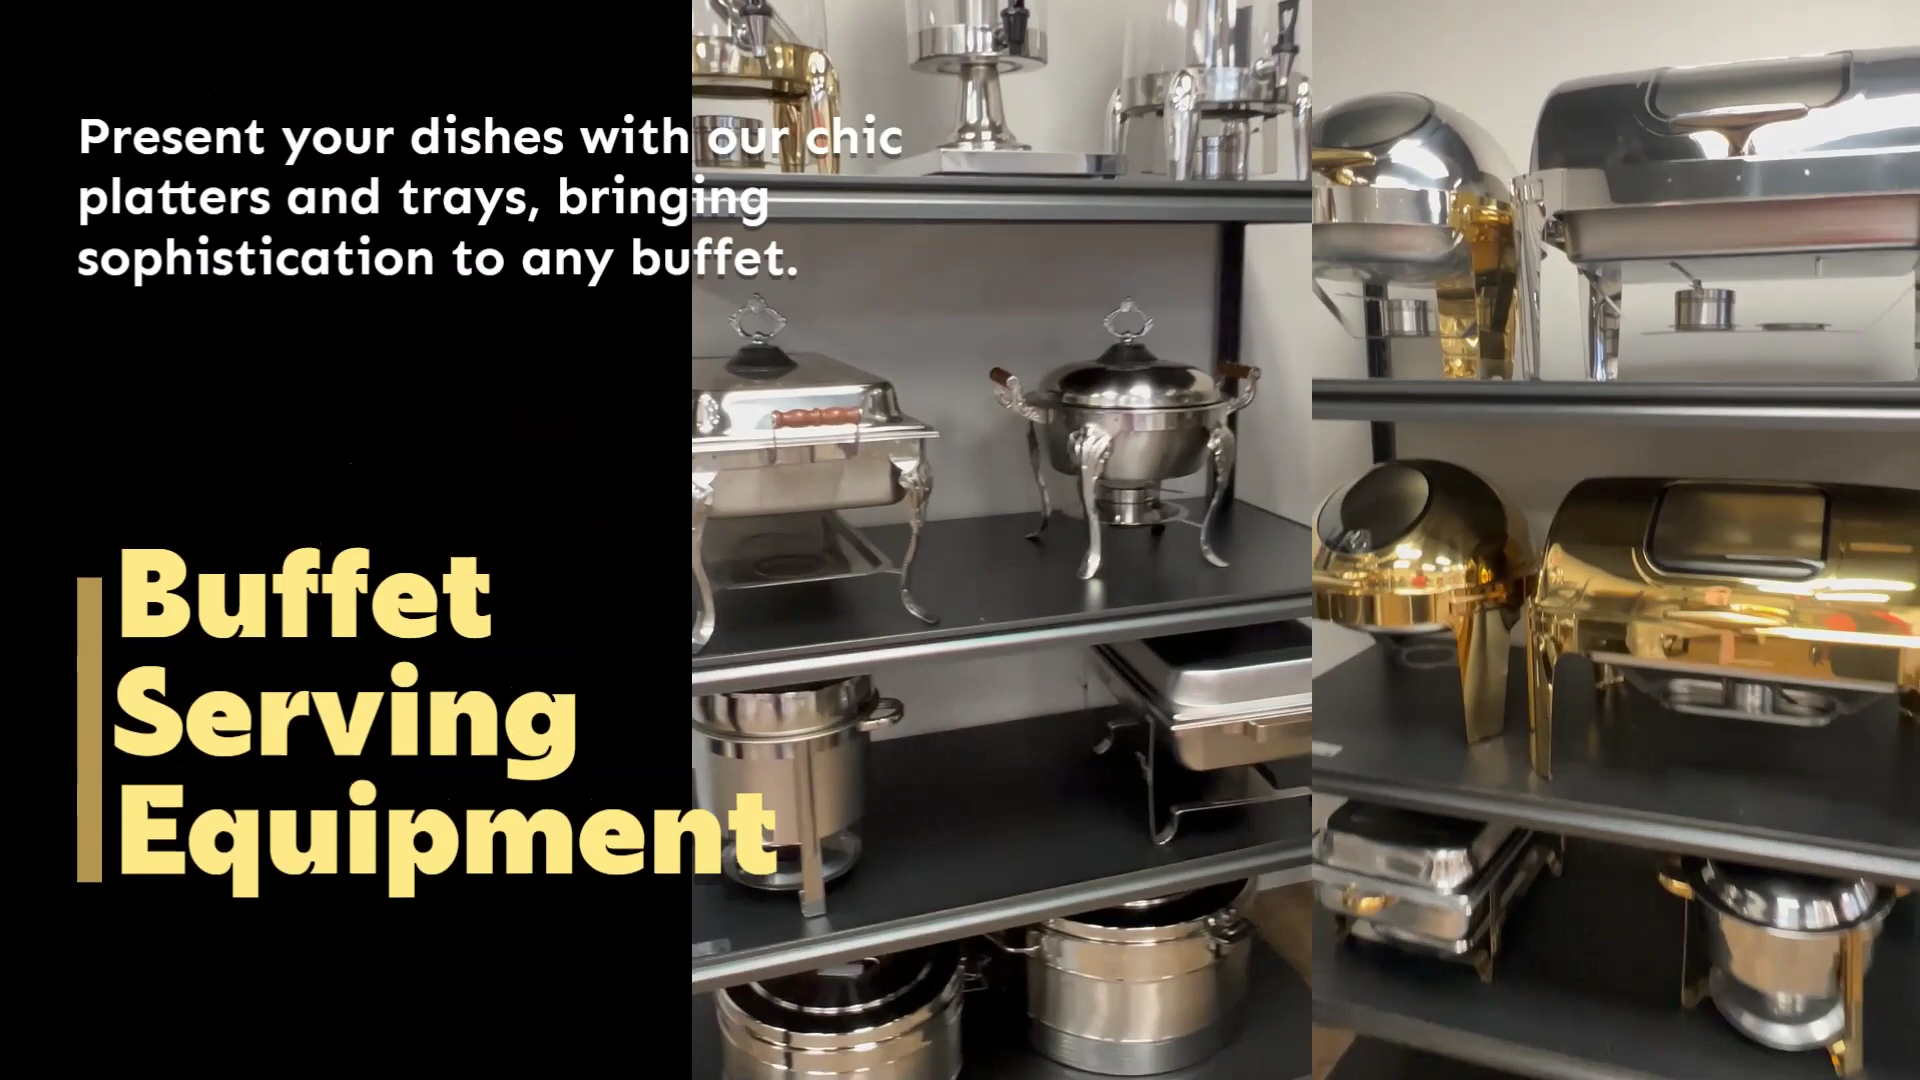 Present your dishes with our chic
platters and trays, bringing
sophistication to any buffet.
Buffet
Serving
Equipment